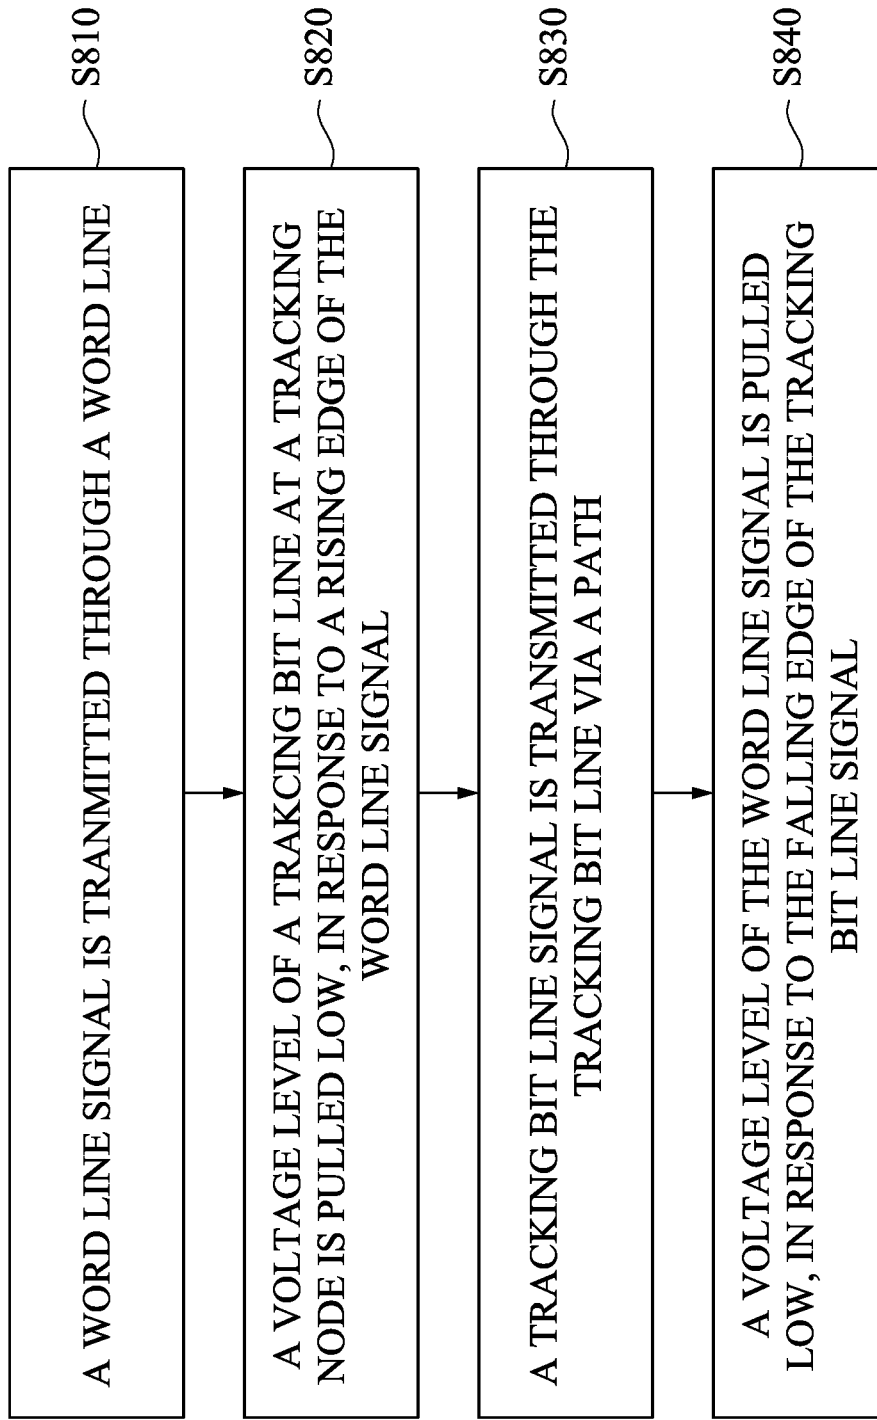 A WORD LINE SIGNAL IS TRANMITTED THROUGH A WORD LINE
S810
A VOLTAGE LEVEL OF A TRAKCING BIT LINE AT A TRACKING
NODE IS PULLED LOW, IN RESPONSE TO A RISING EDGE OF THE
WORD LINE SIGNAL
S820
A TRACKING BIT LINE SIGNAL IS TRANSMITTED THROUGH THE
TRACKING BIT LINE VIA A PATH
S830
A VOLTAGE LEVEL OF THE WORD LINE SIGNAL IS PULLED
LOW, IN RESPONSE TO THE FALLING EDGE OF THE TRACKING
BIT LINE SIGNAL
S840